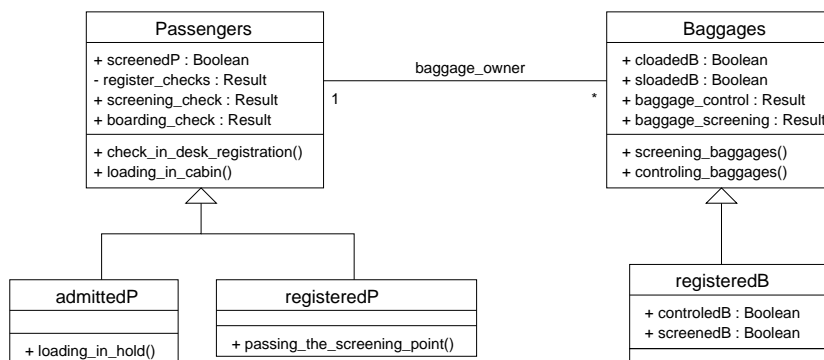 Passengers
+ screenedP : Boolean
- register_checks : Result
+ screening_check : Result
+ boarding_check : Result
+ check_in_desk_registration()
+ loading_in_cabin()
baggage_owner
1
*
Baggages
+ cloadedB : Boolean
+ sloadedB : Boolean
+ baggage_control : Result
+ baggage_screening : Result
+ screening_baggages()
+ controling_baggages()
admittedP
+ loading_in_hold()
registeredP
+ passing_the_screening_point()
registeredB
+ controledB : Boolean
+ screenedB : Boolean